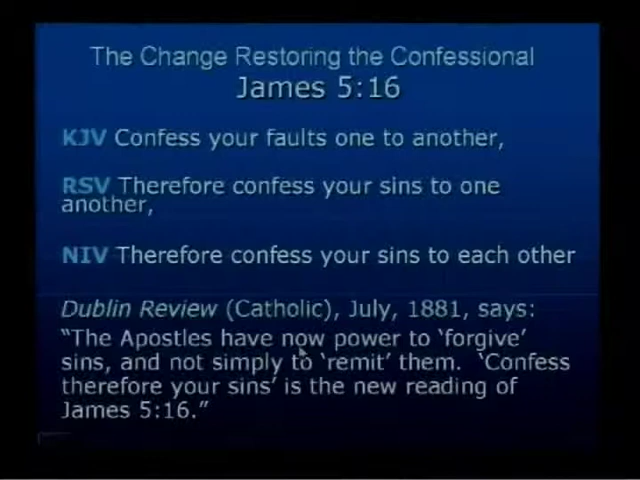 The Change Restoring the Confessional
James 5:16
KJV Confess your faults one to another,
RSV Therefore confess your sins to one
another,
NIV Therefore confess your sins to each other
Dublin Review (Catholic), July, 1881, says:
“The Apostles have now power to ‘forgive’
sins, and not simply to ‘remit’ them. ‘Confess
therefore your sins’ is the new reading of
James 5:16.”